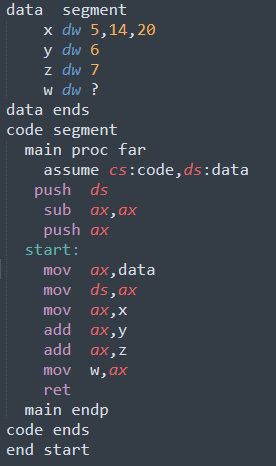 data  segment
    x dw 5,14,20
    y dw 6
    z dw 7
    w dw ?
data ends
code segment
  main proc far
    assume cs:code,ds:data
   push  ds
    sub  ax,ax
    push ax
  start:
    mov  ax,data
    mov  ds,ax
    mov  ax,x
    add  ax,y
    add  ax,z
    mov  w,ax
    ret
  main endp
code ends
end start